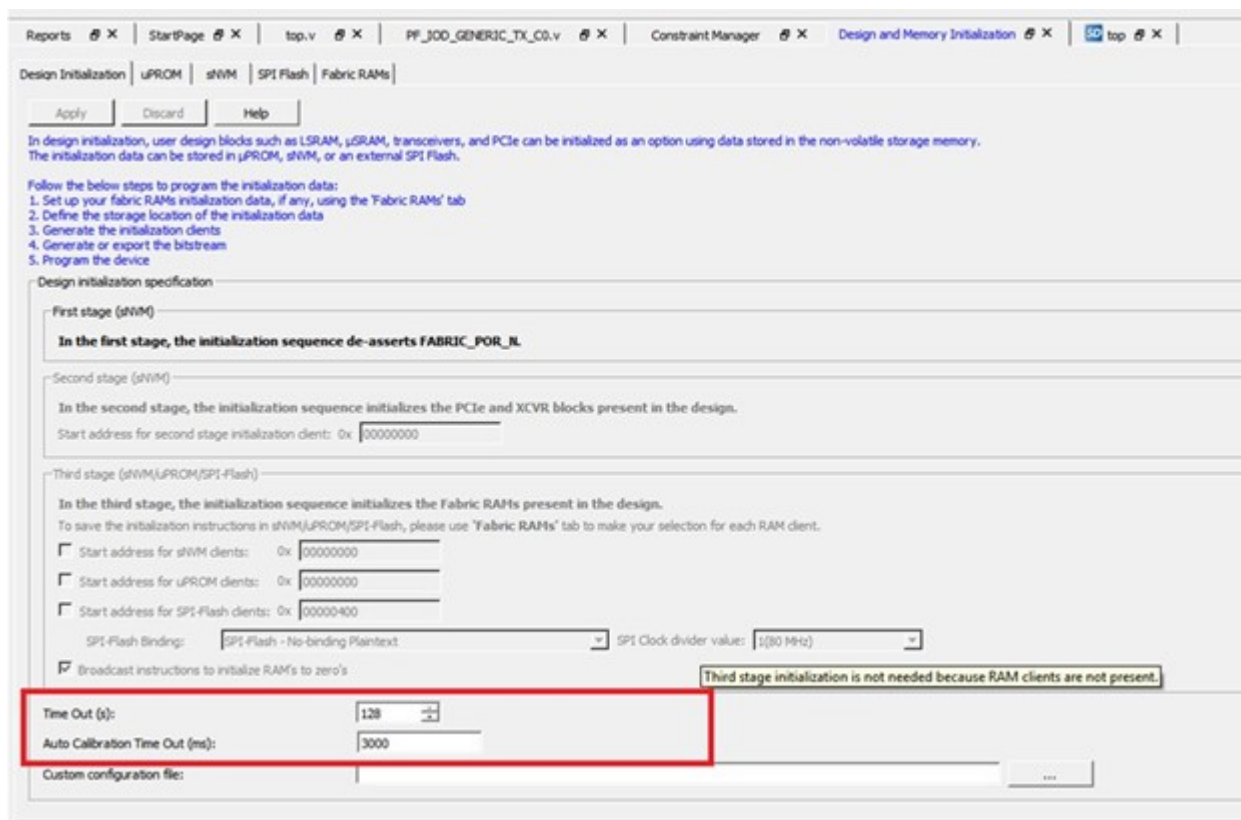 Reports StartPage top.v PF_IOD_GENERIC_TX_C0.v Constraint Manager Design and Memory Initialization SD top
Design Initialization uPROM sNVM SPI Flash Fabric RAMs
Apply Discard Help
In design initialization, user design blocks such as LSRAM, µSRAM, transceivers, and PCIe can be initialized as an option using data stored in the non-volatile storage memory.
The initialization data can be stored in µPROM, sNVM, or an external SPI Flash.
Follow the below steps to program the initialization data:
1. Set up your fabric RAMs initialization data, if any, using the 'Fabric RAMs' tab
2. Define the storage location of the initialization data
3. Generate the initialization clients
4. Generate or export the bitstream
5. Program the device
Design initialization specification
First stage (sNVM)
In the first stage, the initialization sequence de-asserts FABRIC_POR_N.
Second stage (sNVM)
In the second stage, the initialization sequence initializes the PCIe and XCVR blocks present in the design.
Start address for second stage initialization client: 0x 00000000
Third stage (sNVM/uPROM/SPI-Flash)
In the third stage, the initialization sequence initializes the Fabric RAMs present in the design.
To save the initialization instructions in sNVM/uPROM/SPI-Flash, please use 'Fabric RAMs' tab to make your selection for each RAM client.
Start address for sNVM clients: 0x 00000000
Start address for uPROM clients: 0x 00000000
Start address for SPI-Flash clients: 0x 00000400
SPI-Flash Binding: SPI-Flash - No-binding Plaintext SPI Clock divider value: 1(80 MHz)
Broadcast instructions to initialize RAM's to zero's
Third stage initialization is not needed because RAM clients are not present.
Time Out (s): 128
Auto Calibration Time Out (ms): 3000
Custom configuration file: ...